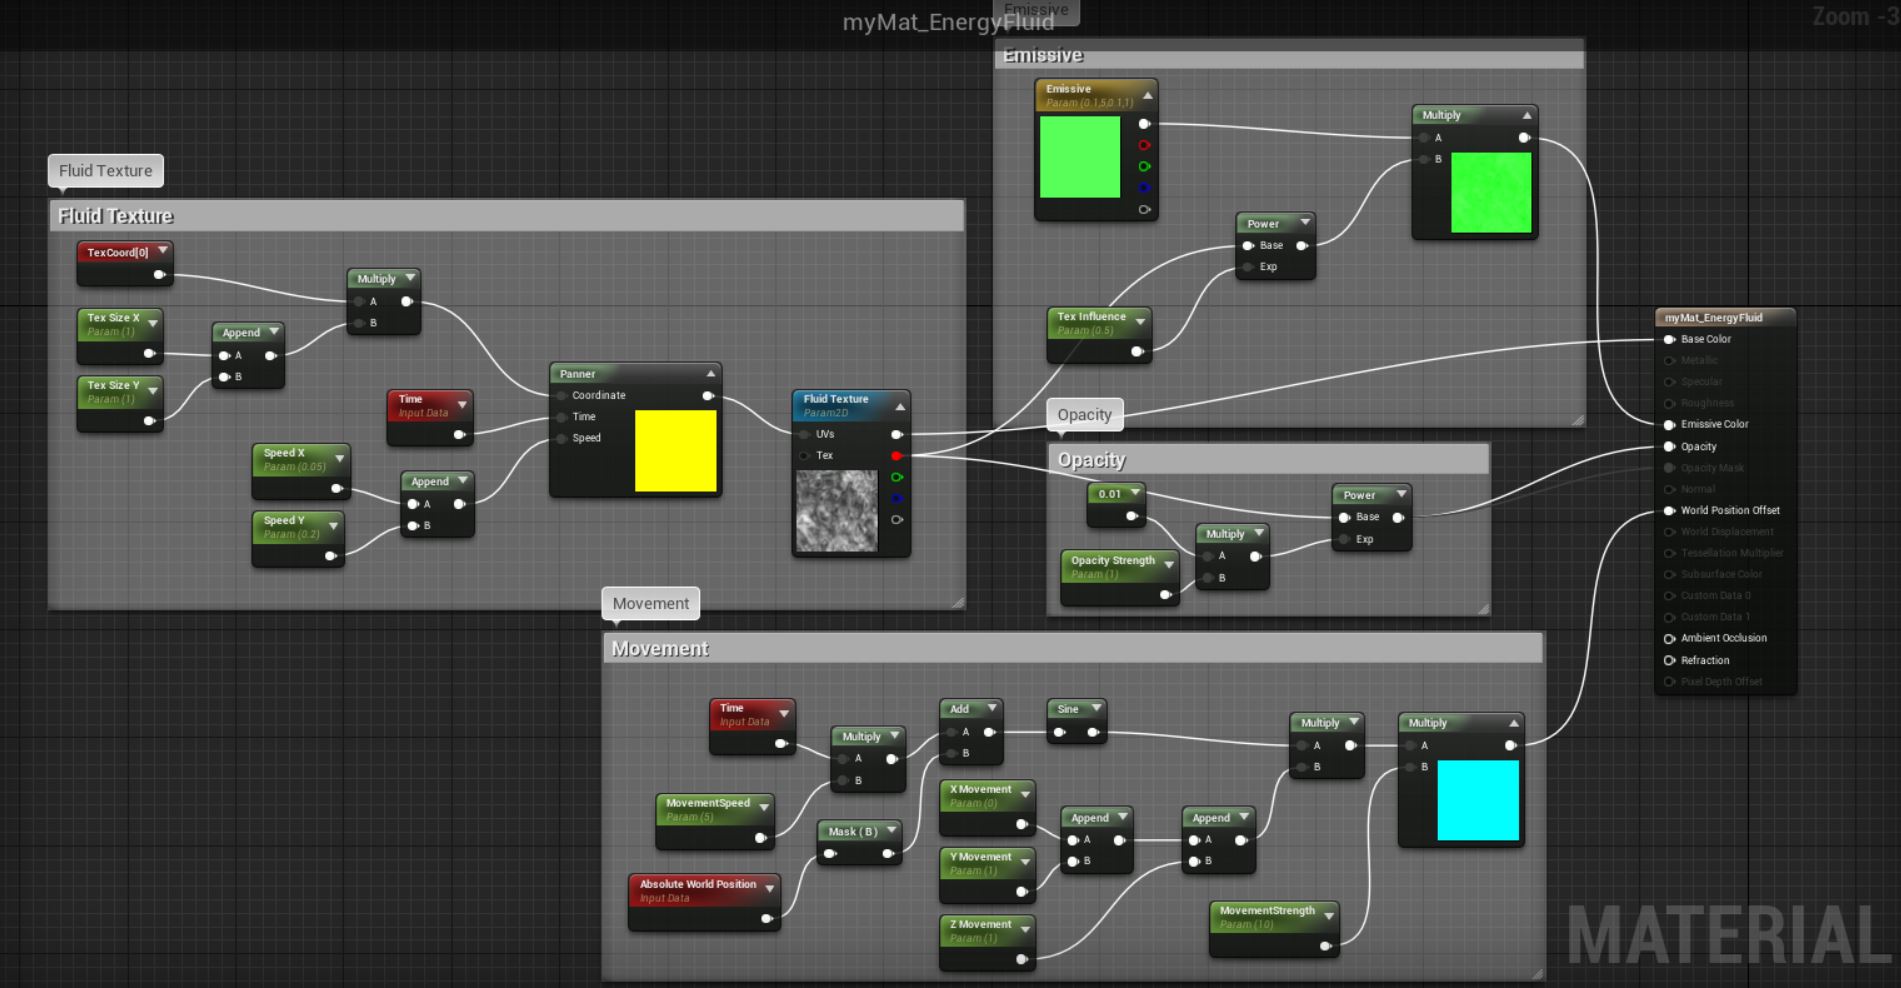 myMat_EnergyFluid
Zoom -3
Emissive
Emissive
Emissive
Param (0.1,5,0.1,1)
Multiply
A
B
Power
Base
Exp
Tex Influence
Param (0.5)
Fluid Texture
Fluid Texture
TexCoord[0]
Tex Size X
Param (1)
Tex Size Y
Param (1)
Append
A
B
Multiply
A
B
Time
Input Data
Speed X
Param (0.05)
Speed Y
Param (0.2)
Append
A
B
Panner
Coordinate
Time
Speed
Fluid Texture
Param2D
UVs
Tex
Opacity
Opacity
0.01
Opacity Strength
Param (1)
Multiply
A
B
Power
Base
Exp
Movement
Movement
Time
Input Data
MovementSpeed
Param (5)
Absolute World Position
Input Data
Multiply
A
B
Mask ( B )
Add
A
B
Sine
X Movement
Param (0)
Y Movement
Param (1)
Z Movement
Param (1)
Append
A
B
Append
A
B
Multiply
A
B
MovementStrength
Param (10)
Multiply
A
B
myMat_EnergyFluid
Base Color
Metallic
Specular
Roughness
Emissive Color
Opacity
Opacity Mask
Normal
World Position Offset
World Displacement
Tessellation Multiplier
Subsurface Color
Custom Data 0
Custom Data 1
Ambient Occlusion
Refraction
Pixel Depth Offset
MATERIAL